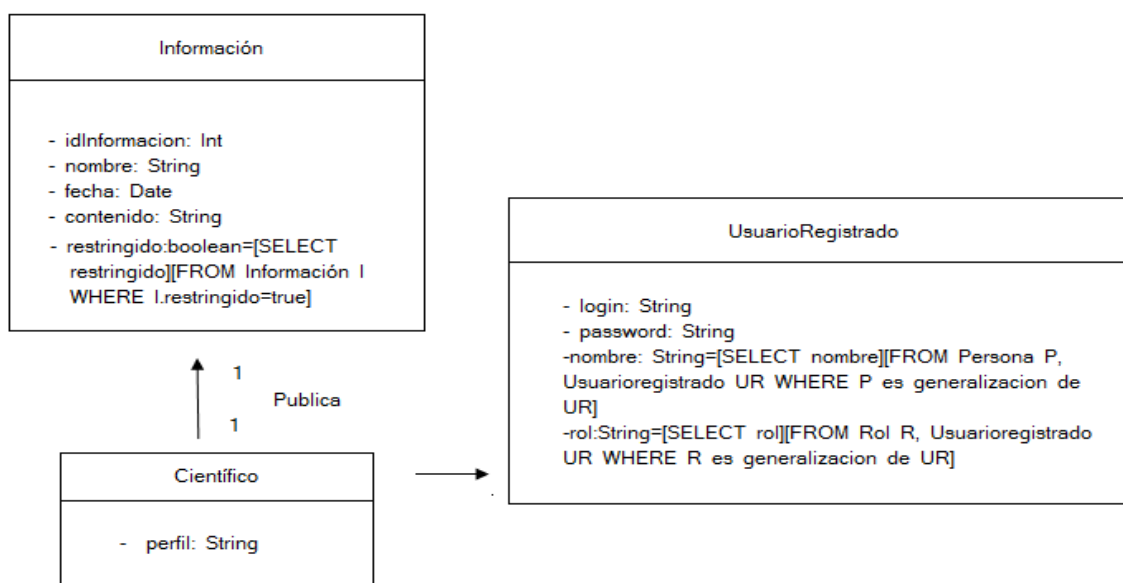 Información
- idInformacion: Int
- nombre: String
- fecha: Date
- contenido: String
- restringido:boolean=[SELECT
restringido][FROM Información I
WHERE I.restringido=true]
UsuarioRegistrado
- login: String
- password: String
-nombre: String=[SELECT nombre][FROM Persona P,
Usuarioregistrado UR WHERE P es generalizacion de
UR]
-rol:String=[SELECT rol][FROM Rol R, Usuarioregistrado
UR WHERE R es generalizacion de UR]
1
Publica
1
Científico
- perfil: String